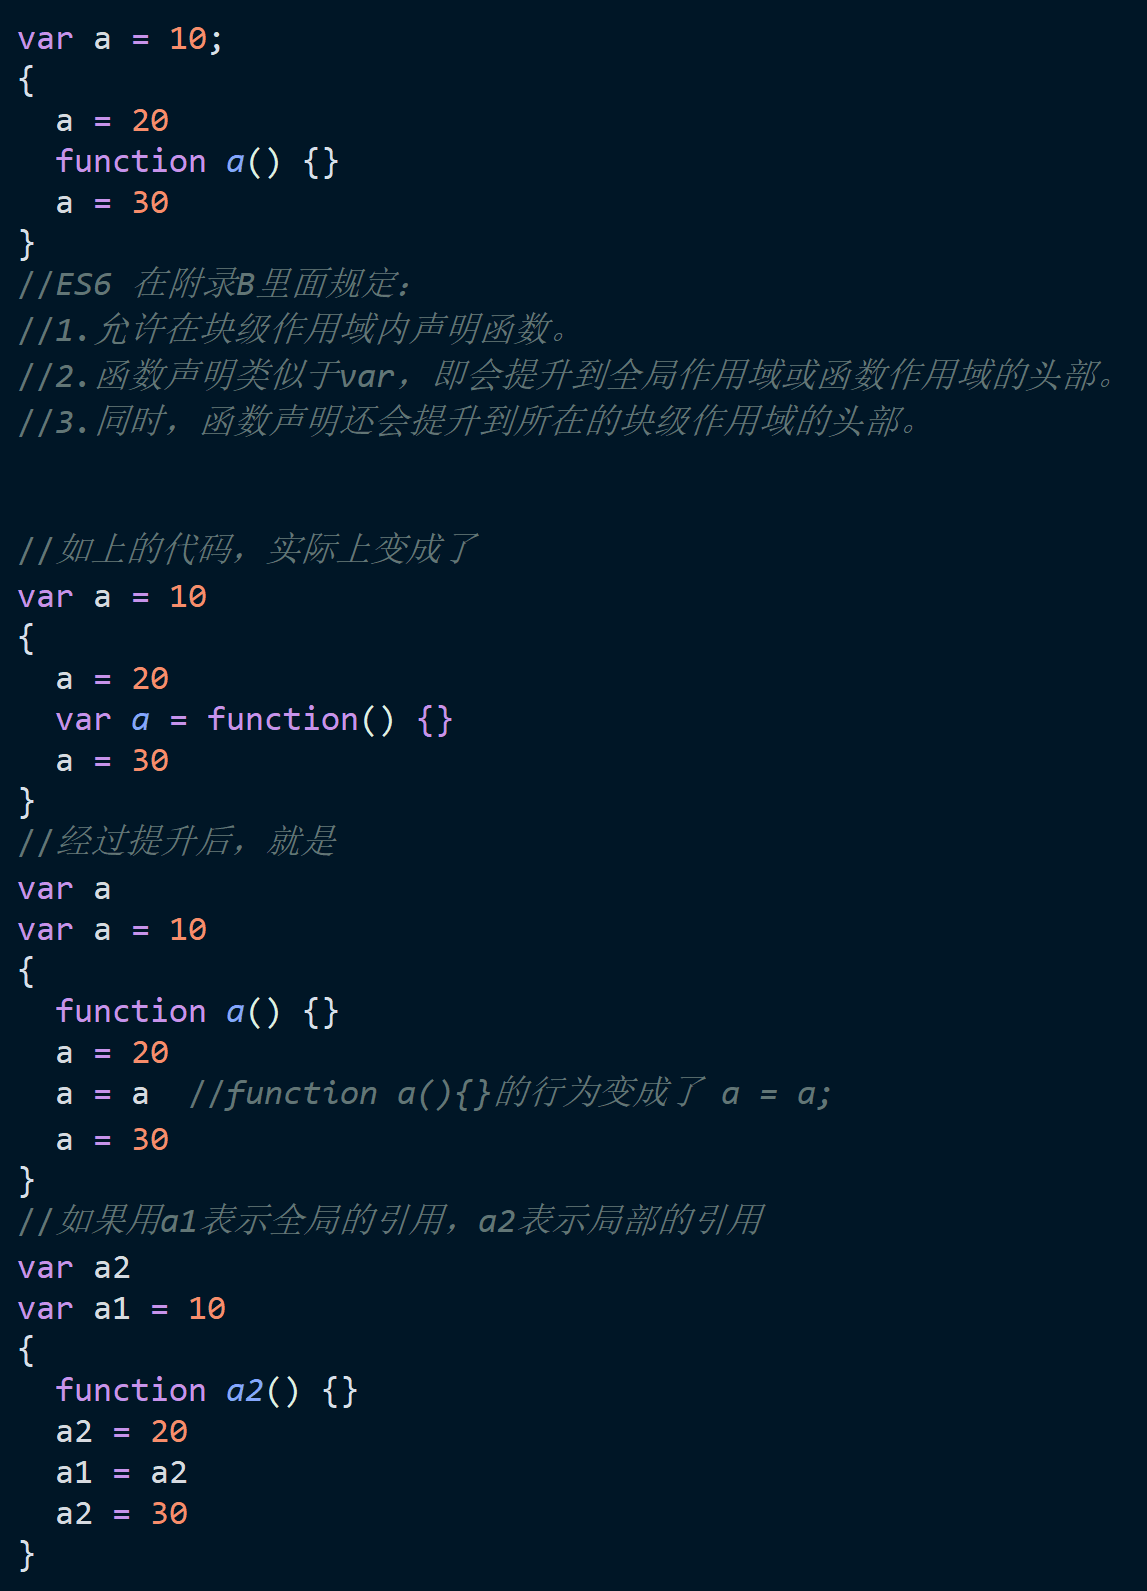 var a = 10;
{
  a = 20
  function a() {}
  a = 30
}
//ES6 在附录B里面规定：
//1.允许在块级作用域内声明函数。
//2.函数声明类似于var，即会提升到全局作用域或函数作用域的头部。
//3.同时，函数声明还会提升到所在的块级作用域的头部。
//如上的代码，实际上变成了
var a = 10
{
  a = 20
  var a = function() {}
  a = 30
}
//经过提升后，就是
var a
var a = 10
{
  function a() {}
  a = 20
  a = a  //function a(){}的行为变成了 a = a;
  a = 30
}
//如果用a1表示全局的引用，a2表示局部的引用
var a2
var a1 = 10
{
  function a2() {}
  a2 = 20
  a1 = a2
  a2 = 30
}